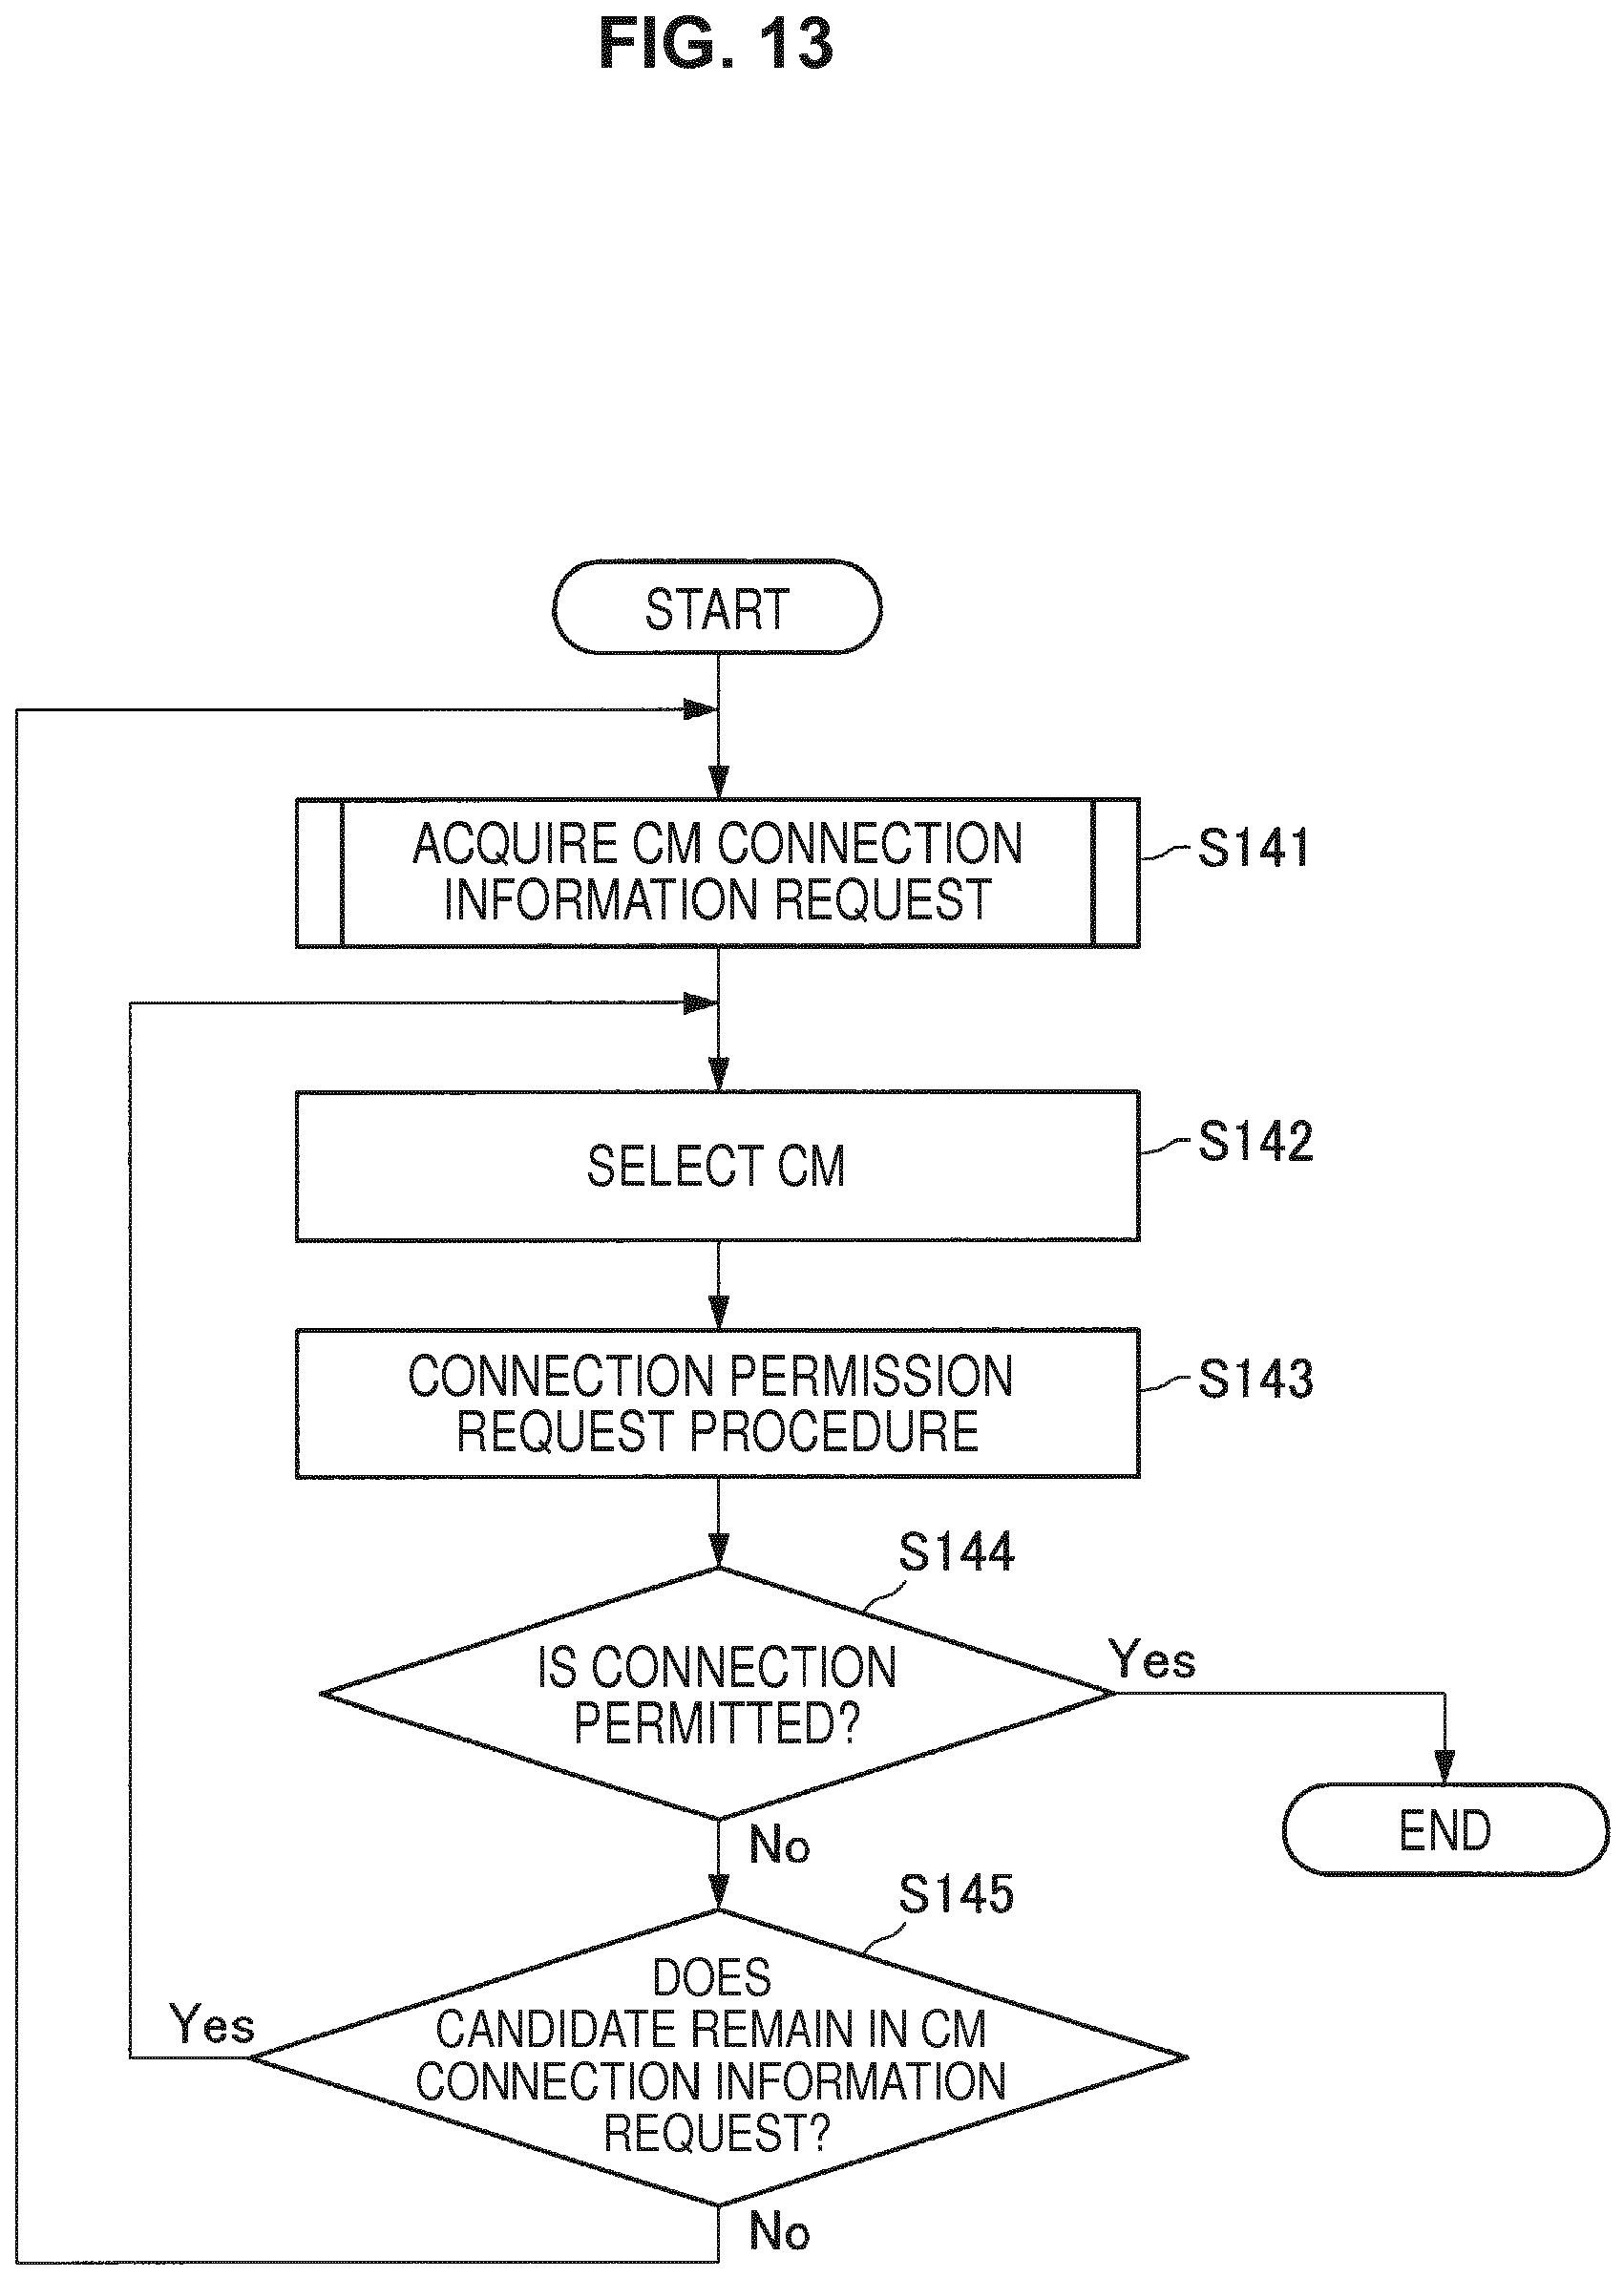 FIG. 13
START
ACQUIRE CM CONNECTION
INFORMATION REQUEST
S141
SELECT CM
S142
CONNECTION PERMISSION
REQUEST PROCEDURE
S143
S144
IS CONNECTION
PERMITTED?
Yes
No
END
S145
DOES
CANDIDATE REMAIN IN CM
CONNECTION INFORMATION
REQUEST?
Yes
No